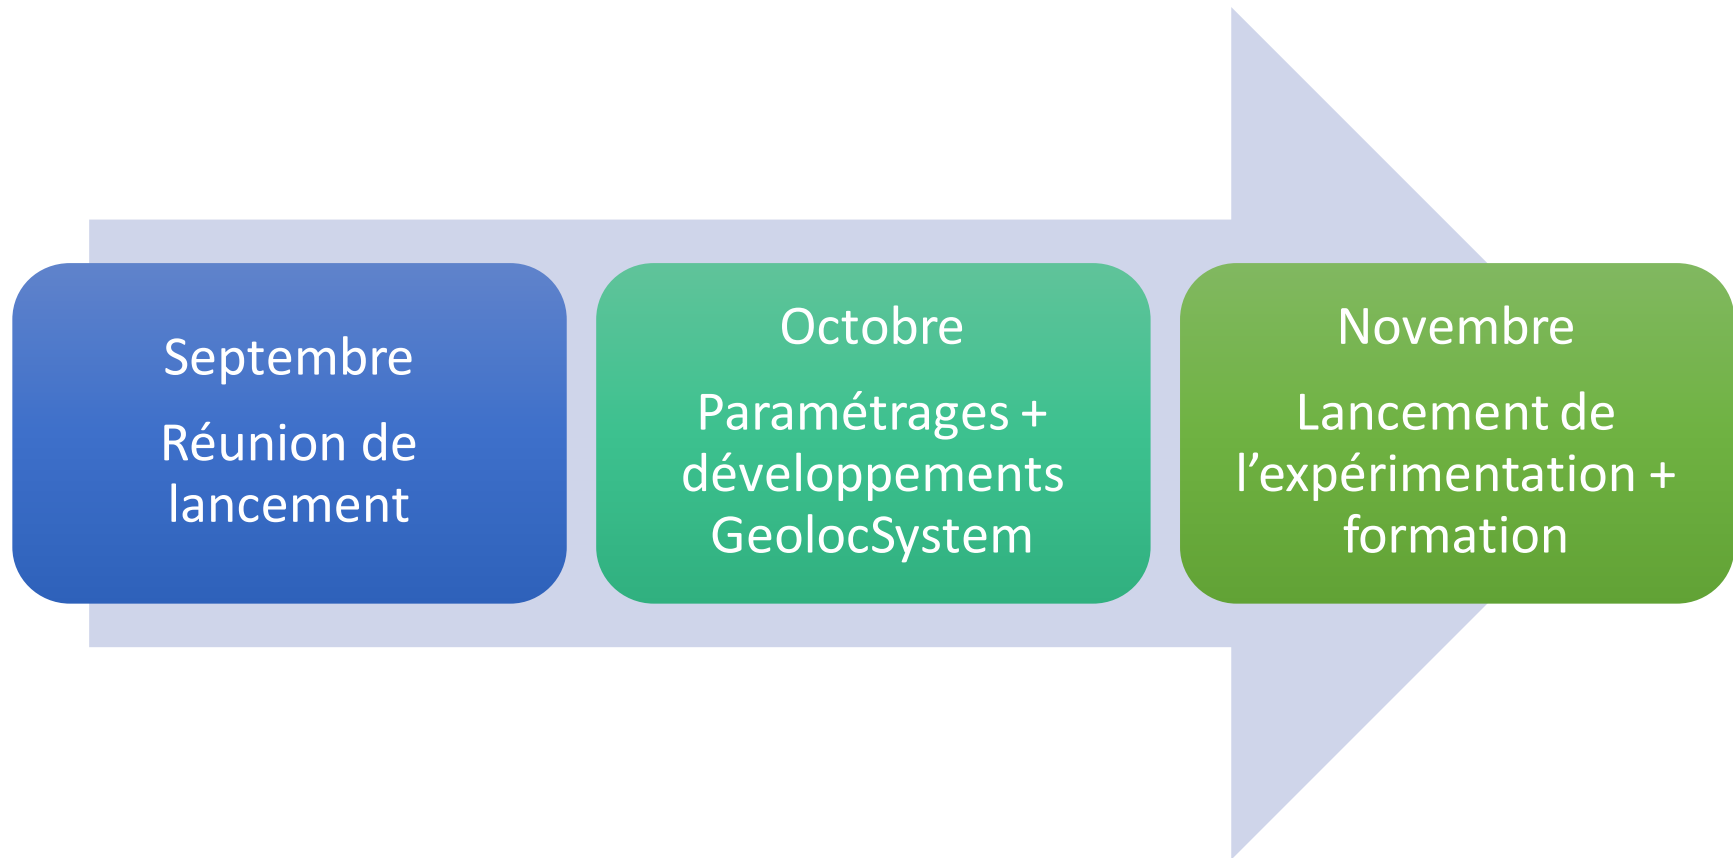 Septembre
Réunion de
lancement
Octobre
Paramétrages +
développements
GeolocSystem
Novembre
Lancement de
l’expérimentation +
formation